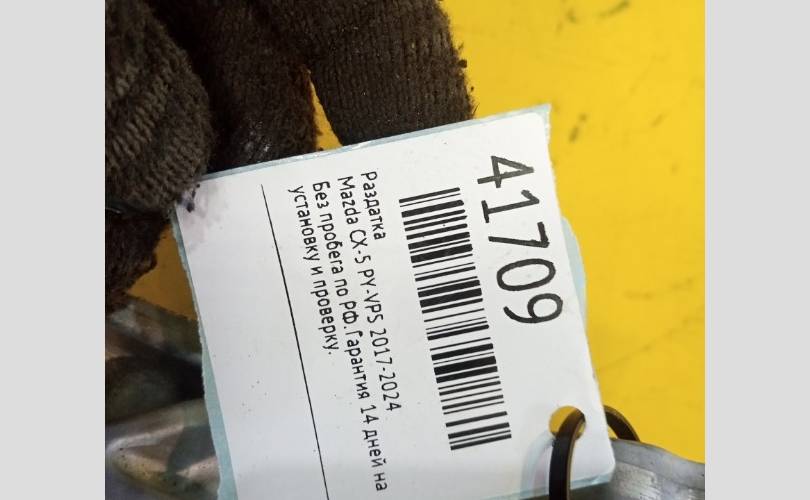 41709
Раздатка
Mazda CX-5 PY-VPS 2017-2024
Без пробега по РФ.Гарантия 14 дней на
установку и проверку.